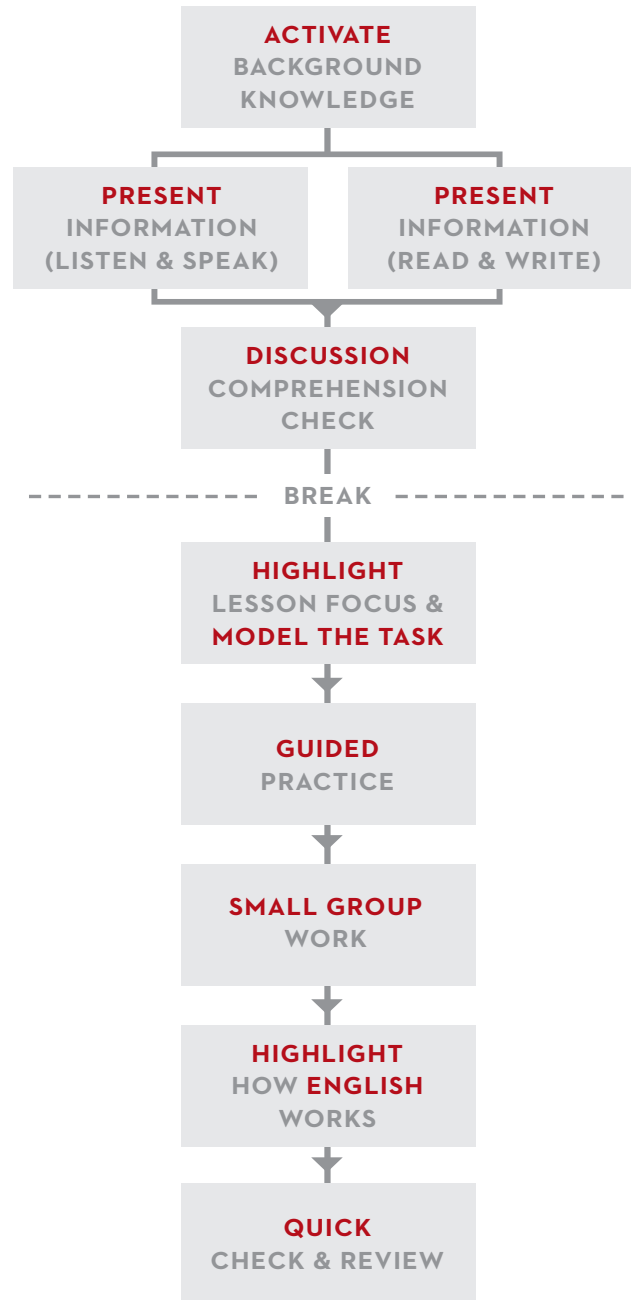 ACTIVATE
BACKGROUND
KNOWLEDGE
PRESENT
INFORMATION
(LISTEN & SPEAK)
PRESENT
INFORMATION
(READ & WRITE)
DISCUSSION
COMPREHENSION
CHECK
BREAK
HIGHLIGHT
LESSON FOCUS &
MODEL THE TASK
GUIDED
PRACTICE
SMALL GROUP
WORK
HIGHLIGHT
HOW ENGLISH
WORKS
QUICK
CHECK & REVIEW